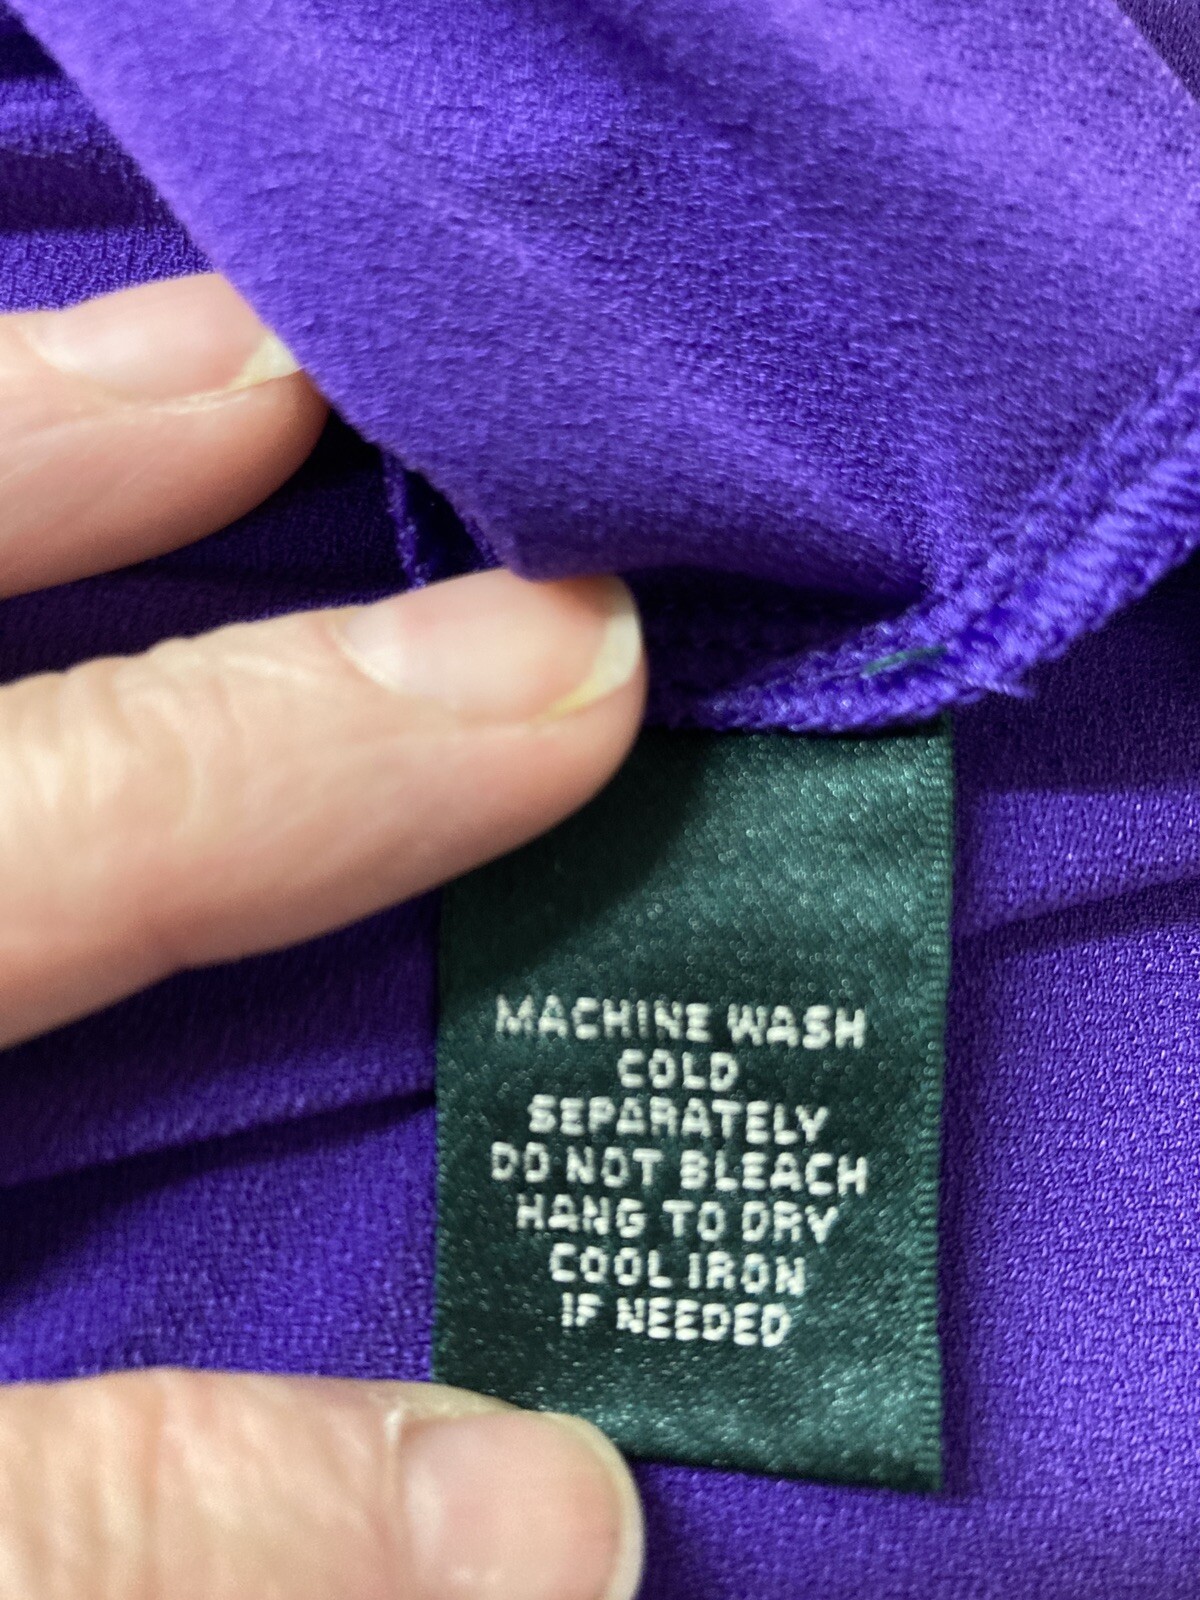 MACHINE WASH
COLD
SEPARATELY
DO NOT BLEACH
HANG TO DRY
COOL IRON
IF NEEDED